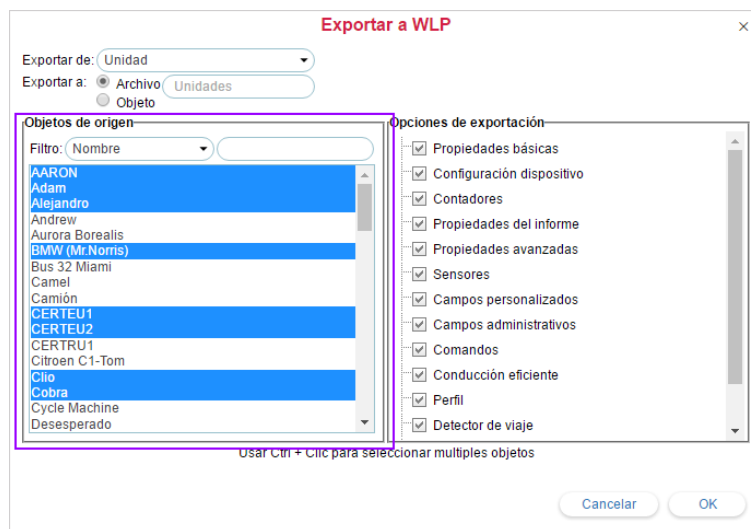 Exportar a WLP
×
Exportar de: Unidad
Exportar a: Archivo Unidades
Objeto
Objetos de origen
Filtro: Nombre
AARON
Adam
Alejandro
Andrew
Aurora Borealis
BMW (Mr.Norris)
Bus 32 Miami
Camel
Camión
CERTEU1
CERTEU2
CERTRU1
Citroen C1-Tom
Clio
Cobra
Cycle Machine
Desesperado
Opciones de exportación
Propiedades básicas
Configuración dispositivo
Contadores
Propiedades del informe
Propiedades avanzadas
Sensores
Campos personalizados
Campos administrativos
Comandos
Conducción eficiente
Perfil
Detector de viaje
Usar Ctrl + Clic para seleccionar multiples objetos
Cancelar OK